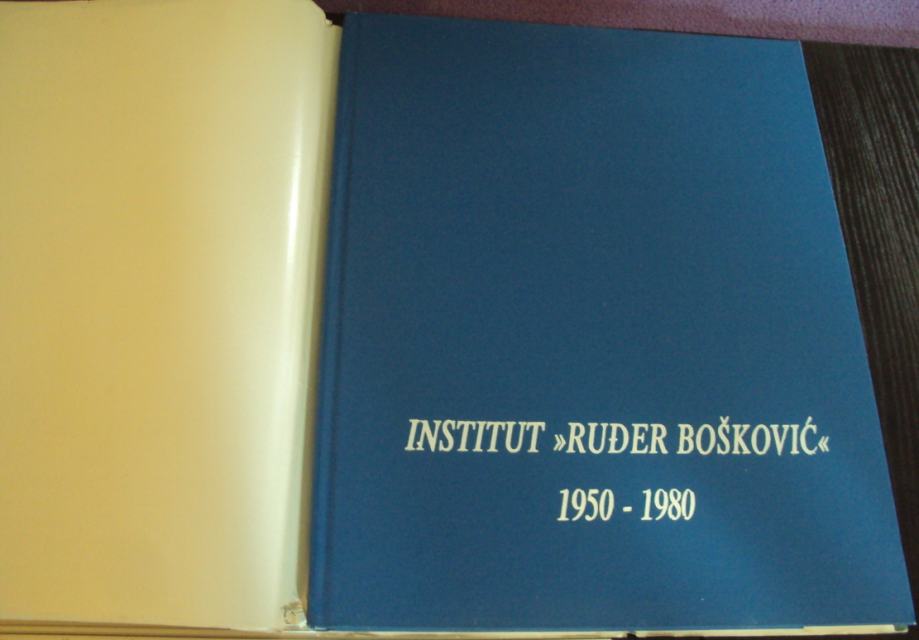 INSTITUT »RUĐER BOŠKOVIĆ«
1950 - 1980